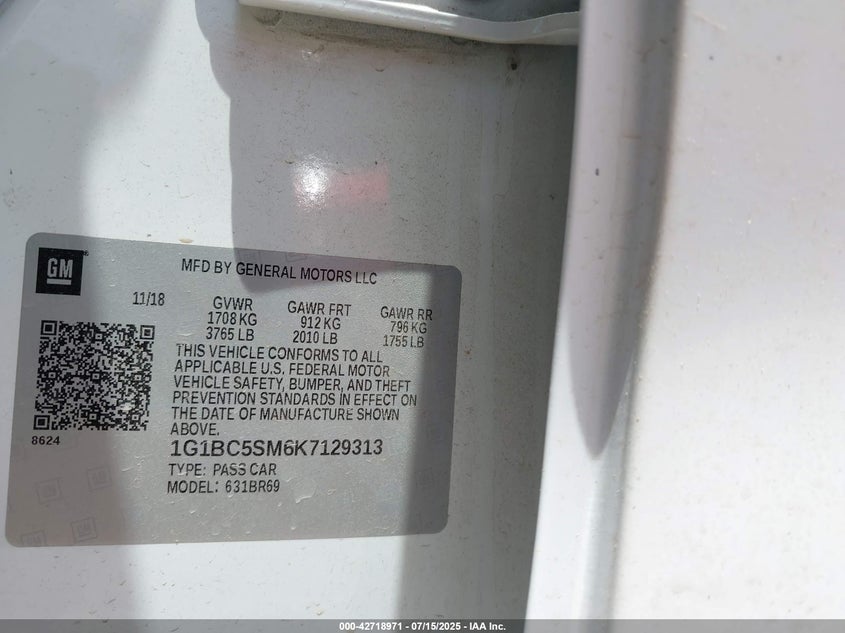 GM
MFD BY GENERAL MOTORS LLC
11/18
GVWR
1708 KG
3765 LB
GAWR FRT
912 KG
2010 LB
GAWR RR
796 KG
1755 LB
THIS VEHICLE CONFORMS TO ALL
APPLICABLE U.S. FEDERAL MOTOR
VEHICLE SAFETY, BUMPER, AND THEFT
PREVENTION STANDARDS IN EFFECT ON
THE DATE OF MANUFACTURE SHOWN
ABOVE.
8624
1G1BC5SM6K7129313
TYPE: PASS CAR
MODEL: 631BR69
000-42718971 - 07/15/2025 - IAA Inc.